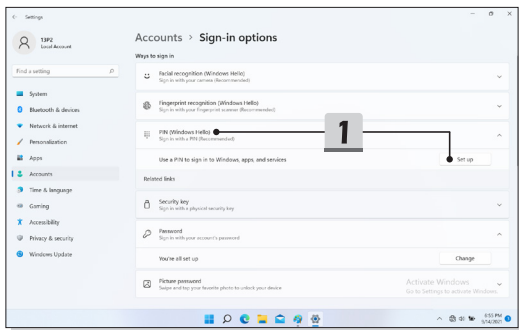 Settings
13P2
Local Account
Find a setting
System
Bluetooth & devices
Network & internet
Personalization
Apps
Accounts
Time & language
Gaming
Accessibility
Privacy & security
Windows Update
Accounts > Sign-in options
Ways to sign in
Facial recognition (Windows Hello)
Sign in with your camera (Recommended)
Fingerprint recognition (Windows Hello)
Sign in with your fingerprint scanner (Recommended)
PIN (Windows Hello)
Sign in with a PIN (Recommended)
1
Use a PIN to sign in to Windows, apps, and services
Set up
Related links
Security key
Sign in with a physical security key
Password
Sign in with your account's password
You're all set up
Change
Picture password
Swipe and tap your favorite photo to unlock your device
Activate Windows
Go to Settings to activate Windows.
6:53 PM
9/14/2021